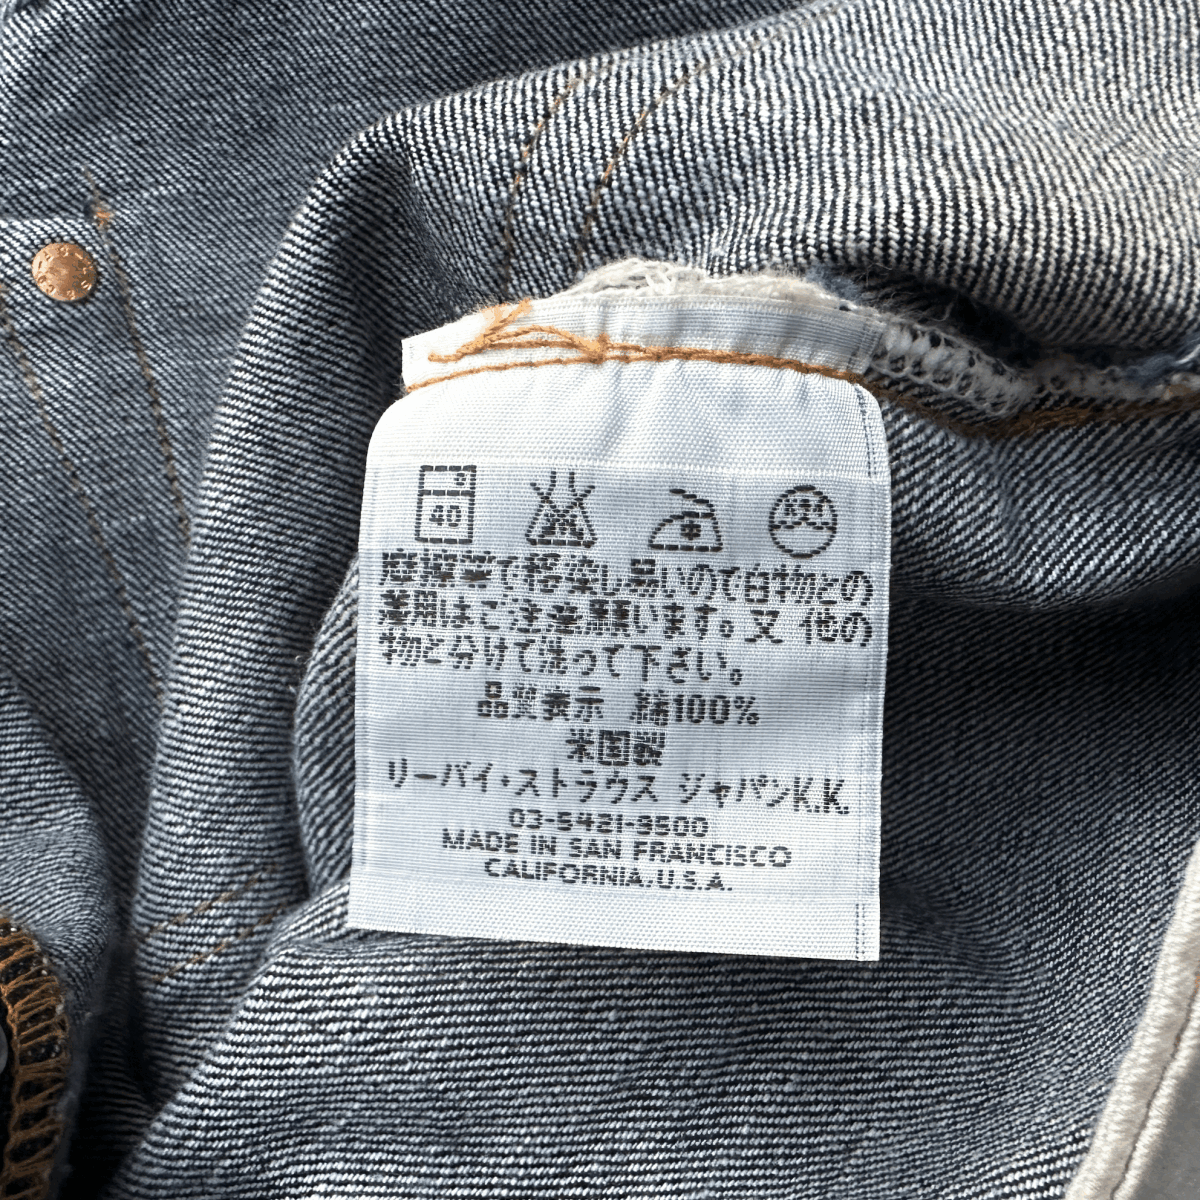 40
摩擦等で移染し易いので白物との
着用はご注意願います。又 他の
物と分けて洗って下さい。
品質表示 綿100%
米国製
リーバイ・ストラウス ジャパンK.K.
03-5421-9500
MADE IN SAN FRANCISCO
CALIFORNIA.U.S.A.